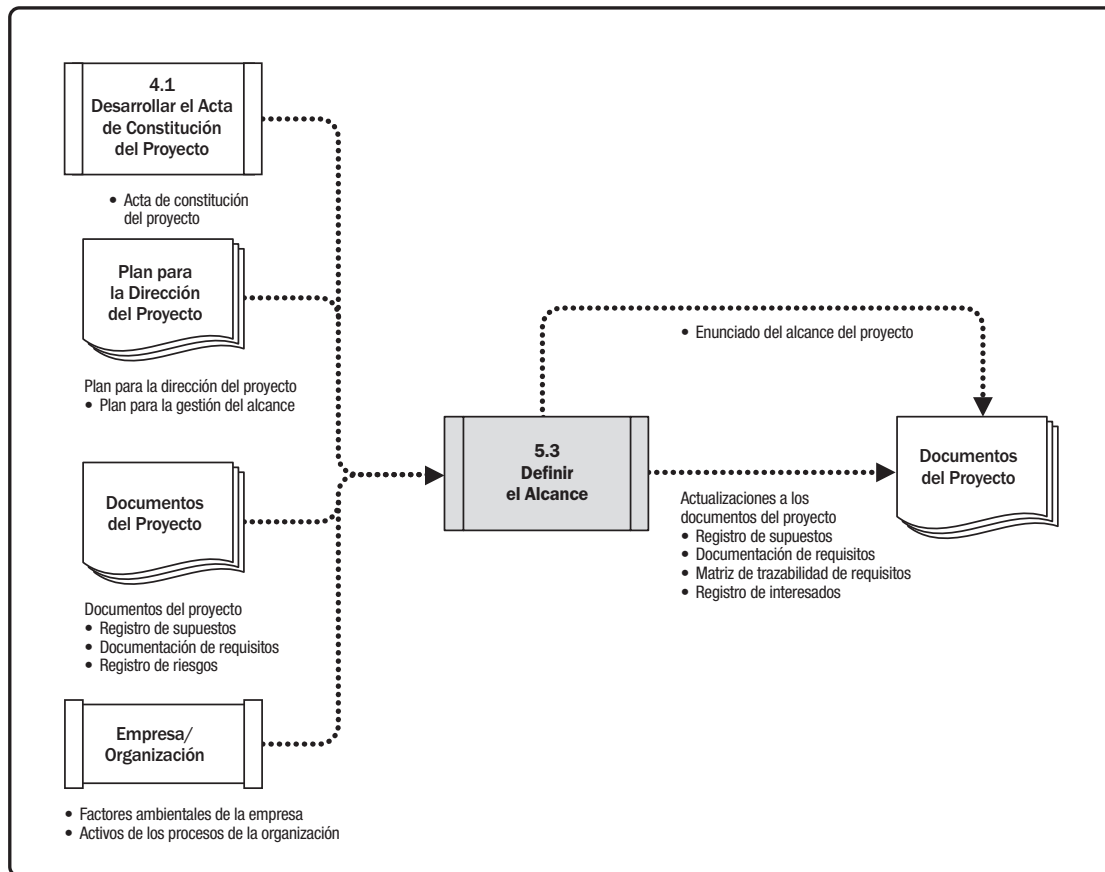 4.1
Desarrollar el Acta
de Constitución
del Proyecto
• Acta de constitución
del proyecto
Plan para
la Dirección
del Proyecto
Plan para la dirección del proyecto
• Plan para la gestión del alcance
Documentos
del Proyecto
Documentos del proyecto
• Registro de supuestos
• Documentación de requisitos
• Registro de riesgos
Empresa/
Organización
• Factores ambientales de la empresa
• Activos de los procesos de la organización
5.3
Definir
el Alcance
• Enunciado del alcance del proyecto
Actualizaciones a los
documentos del proyecto
• Registro de supuestos
• Documentación de requisitos
• Matriz de trazabilidad de requisitos
• Registro de interesados
Documentos
del Proyecto